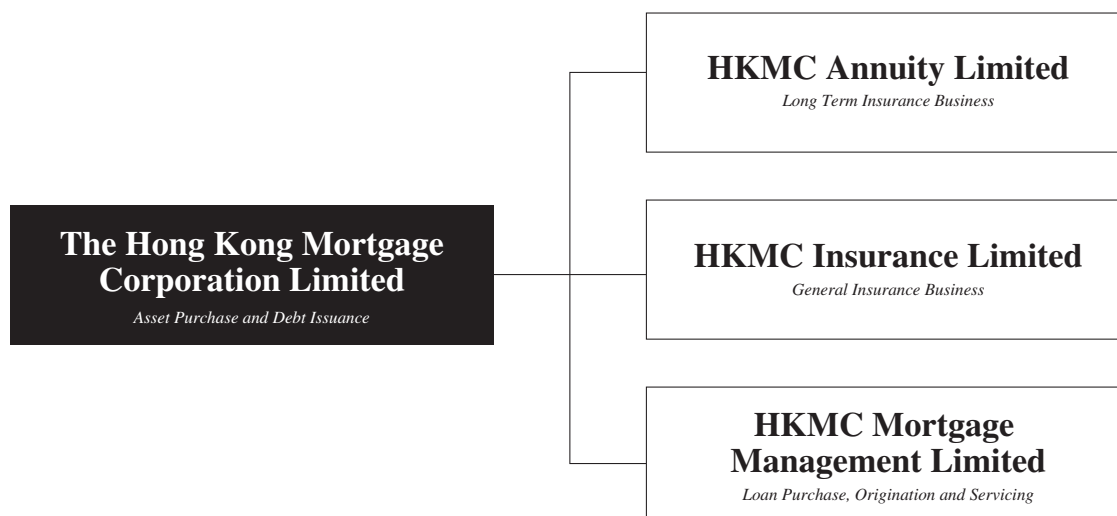 The Hong Kong Mortgage
Corporation Limited
Asset Purchase and Debt Issuance
HKMC Annuity Limited
Long Term Insurance Business
HKMC Insurance Limited
General Insurance Business
HKMC Mortgage
Management Limited
Loan Purchase, Origination and Servicing